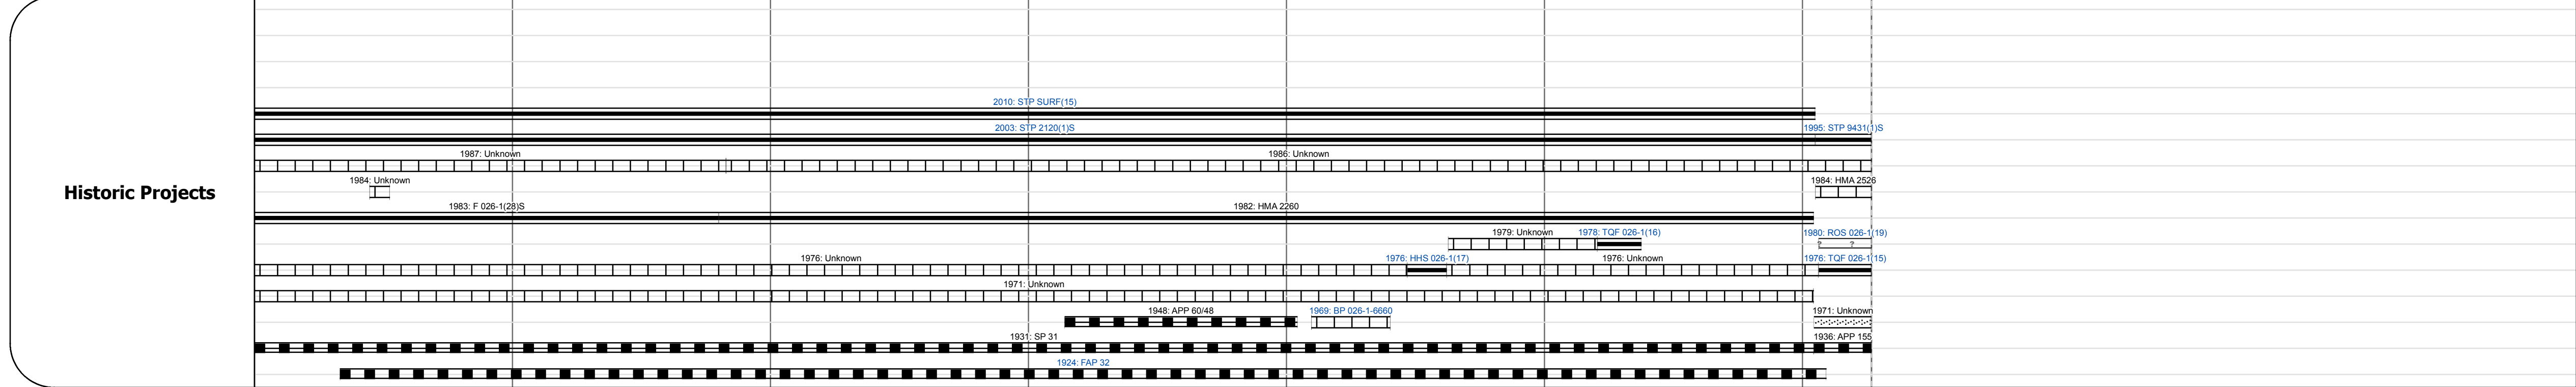 2010: STP SURF(15)
2003: STP 2120(1)S
1995: STP 9431(1)S
1987: Unknown
1986: Unknown
Historic Projects
1984: Unknown
1984: HMA 2526
1983: F 026-1(28)S
1982: HMA 2260
1979: Unknown
1978: TQF 026-1(16)
1980: ROS 026-1(19)
? ?
1976: Unknown
1976: HHS 026-1(17)
1976: Unknown
1976: TQF 026-1(15)
1971: Unknown
1948: APP 60/48
1969: BP 026-1-6660
1971: Unknown
1931: SP 31
1936: APP 155
1924: FAP 32